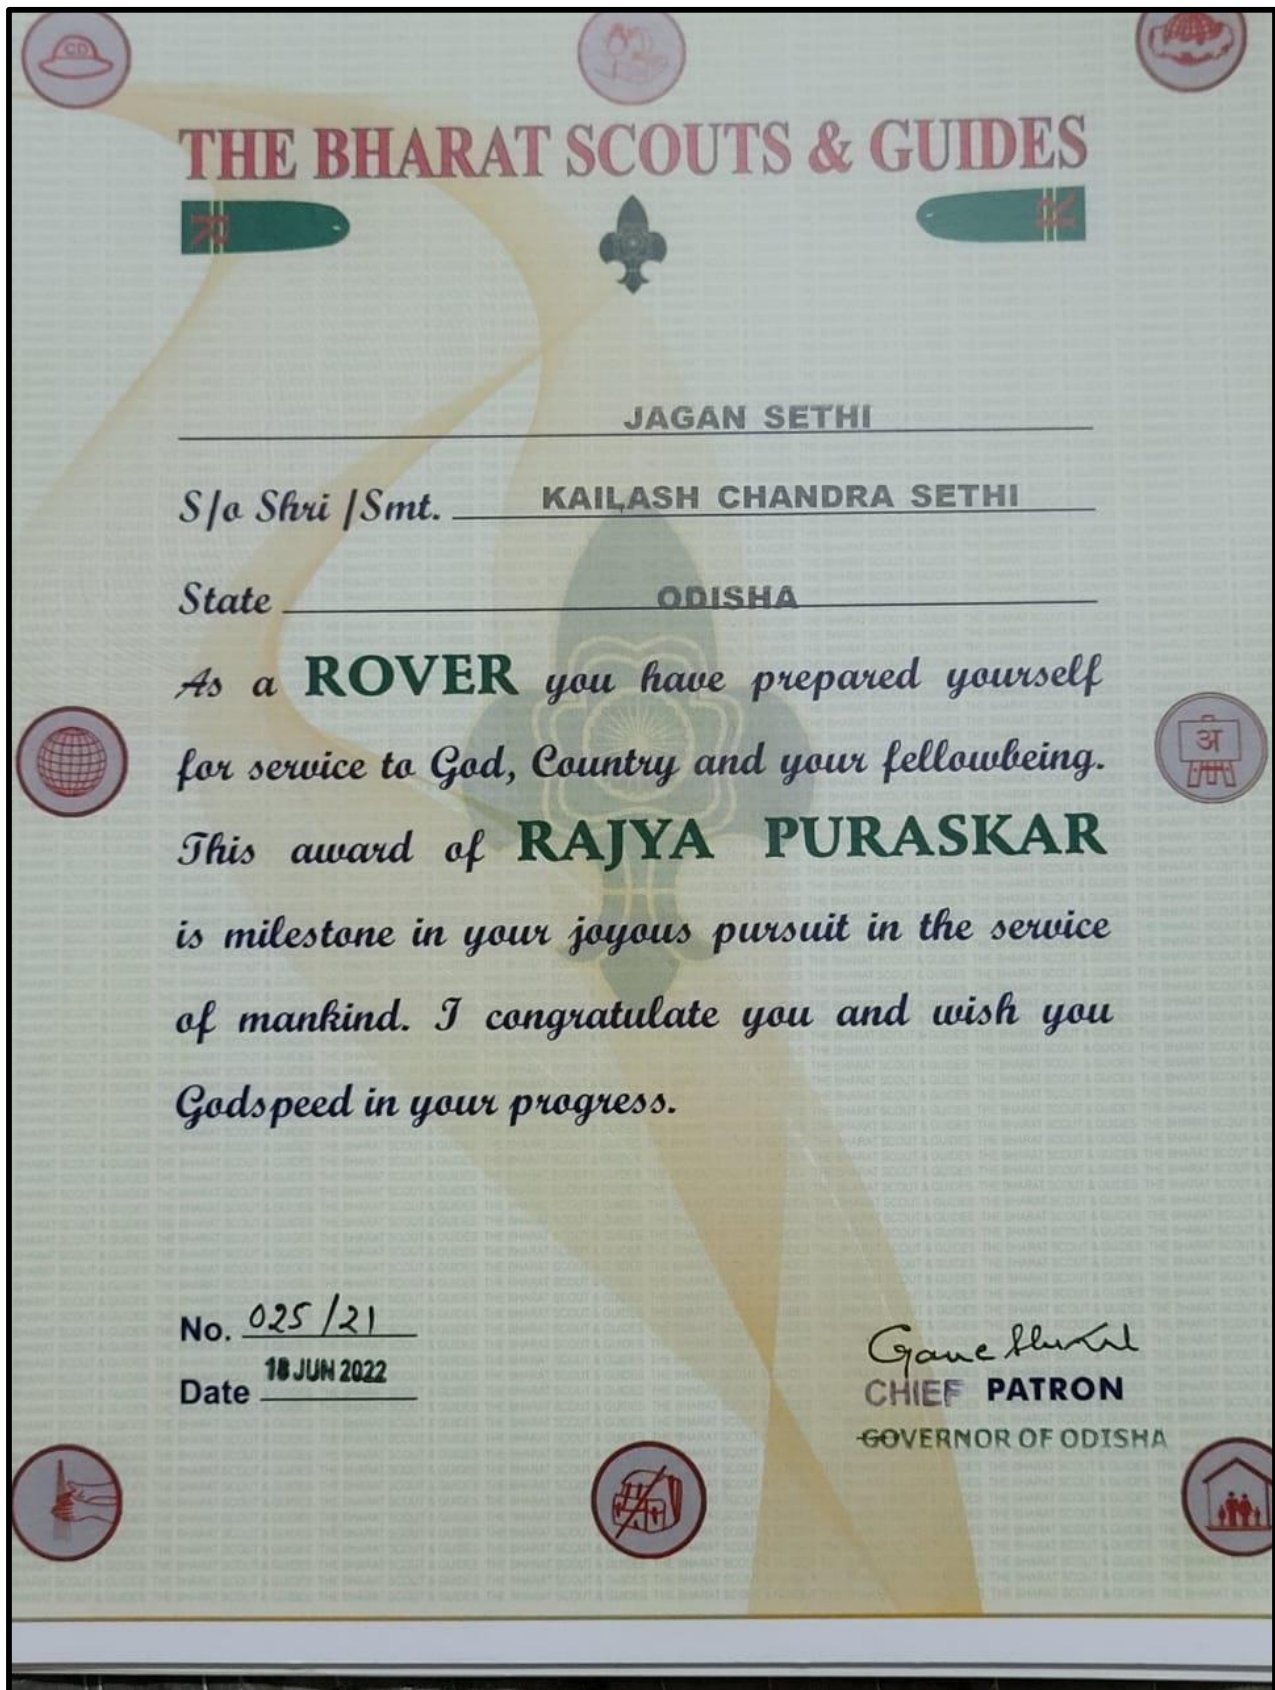 CD
THE BHARAT SCOUTS & GUIDES
R R
JAGAN SETHI
S/o Shri /Smt. KAILASH CHANDRA SETHI
State ODISHA
As a ROVER you have prepared yourself
for service to God, Country and your fellowbeing.
अ
This award of RAJYA PURASKAR
is milestone in your joyous pursuit in the service
of mankind. I congratulate you and wish you
Godspeed in your progress.
No. 025/21
Date 18 JUN 2022
CHIEF PATRON
GOVERNOR OF ODISHA